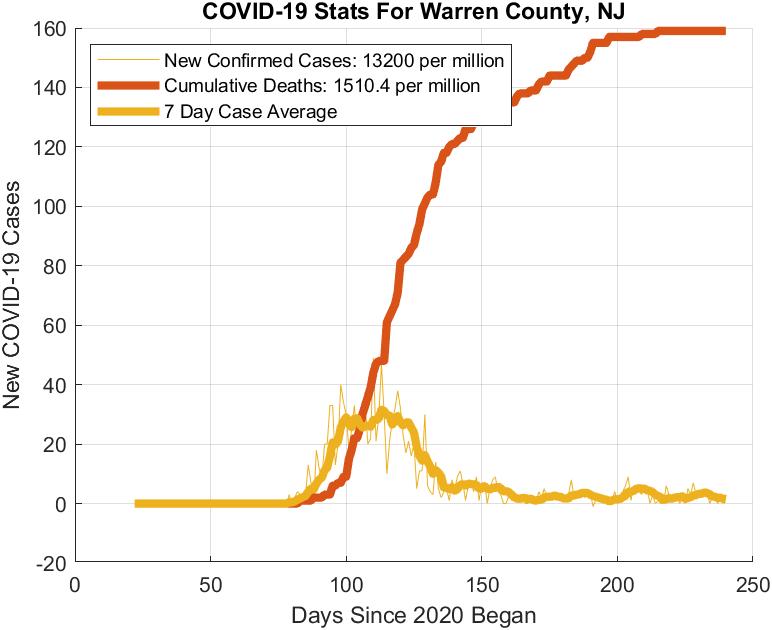 COVID-19 Stats For Warren County, NJ
New Confirmed Cases: 13200 per million
Cumulative Deaths: 1510.4 per million
7 Day Case Average
160
140
120
100
80
60
40
20
0
-20
New COVID-19 Cases
0 50 100 150 200 250
Days Since 2020 Began